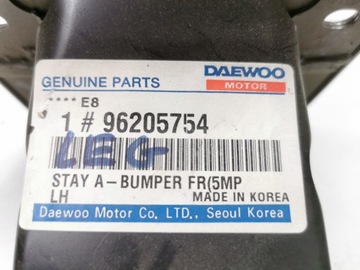 GENUINE PARTS
DAEWOO
MOTOR
**** E8
1 # 96205754
LEG
STAY A-BUMPER FR(5MP
LH
MADE IN KOREA
Daewoo Motor Co. LTD., Seoul Korea